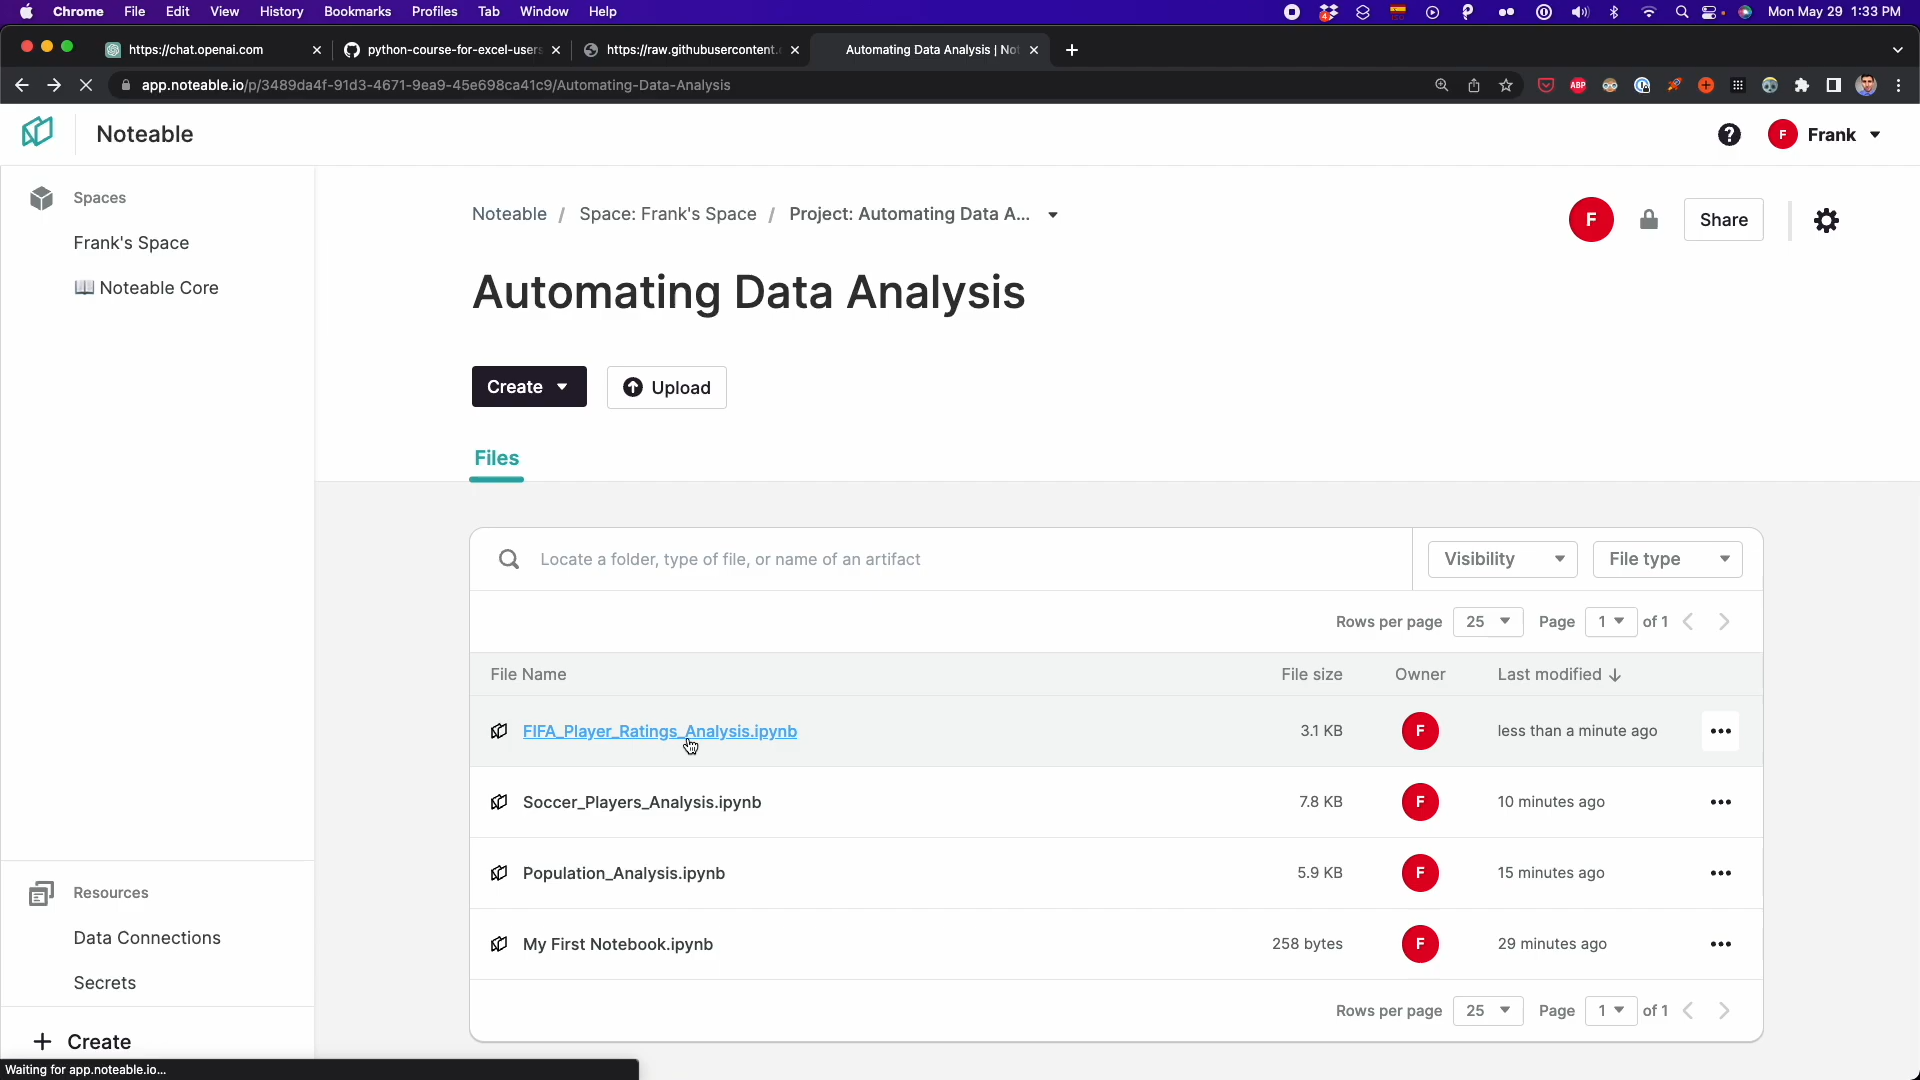 Chrome File Edit View History Bookmarks Profiles Tab Window Help Mon May 29 1:33 PM
https://chat.openai.com python-course-for-excel-users https://raw.githubusercontent.c Automating Data Analysis | Not
app.noteable.io/p/3489da4f-91d3-4671-9ea9-45e698ca41c9/Automating-Data-Analysis ABP
Noteable ? F Frank
Spaces
Frank's Space
Noteable Core
Noteable / Space: Frank's Space / Project: Automating Data A... F Share
Automating Data Analysis
Create Upload
Files
Locate a folder, type of file, or name of an artifact Visibility File type
Rows per page 25 Page 1 of 1
File Name File size Owner Last modified
FIFA_Player_Ratings_Analysis.ipynb 3.1 KB F less than a minute ago
Soccer_Players_Analysis.ipynb 7.8 KB F 10 minutes ago
Population_Analysis.ipynb 5.9 KB F 15 minutes ago
My First Notebook.ipynb 258 bytes F 29 minutes ago
Rows per page 25 Page 1 of 1
Resources
Data Connections
Secrets
+ Create
Waiting for app.noteable.io...